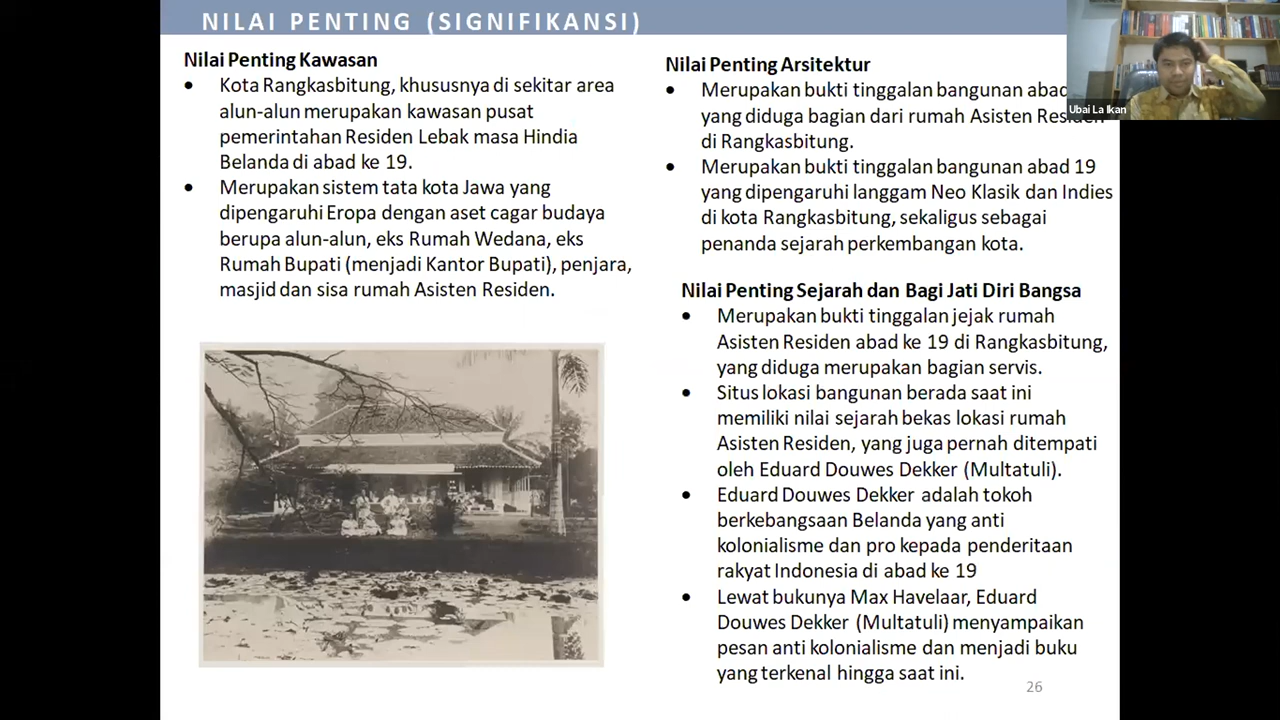 NILAI PENTING (SIGNIFIKANSI)
Nilai Penting Kawasan
• Kota Rangkasbitung, khususnya di sekitar area
alun-alun merupakan kawasan pusat
pemerintahan Residen Lebak masa Hindia
Belanda di abad ke 19.
• Merupakan sistem tata kota Jawa yang
dipengaruhi Eropa dengan aset cagar budaya
berupa alun-alun, eks Rumah Wedana, eks
Rumah Bupati (menjadi Kantor Bupati), penjara,
masjid dan sisa rumah Asisten Residen.
Nilai Penting Arsitektur
• Merupakan bukti tinggalan bangunan abad
yang diduga bagian dari rumah Asisten Residen
di Rangkasbitung.
• Merupakan bukti tinggalan bangunan abad 19
yang dipengaruhi langgam Neo Klasik dan Indies
di kota Rangkasbitung, sekaligus sebagai
penanda sejarah perkembangan kota.
Nilai Penting Sejarah dan Bagi Jati Diri Bangsa
• Merupakan bukti tinggalan jejak rumah
Asisten Residen abad ke 19 di Rangkasbitung,
yang diduga merupakan bagian servis.
• Situs lokasi bangunan berada saat ini
memiliki nilai sejarah bekas lokasi rumah
Asisten Residen, yang juga pernah ditempati
oleh Eduard Douwes Dekker (Multatuli).
• Eduard Douwes Dekker adalah tokoh
berkebangsaan Belanda yang anti
kolonialisme dan pro kepada penderitaan
rakyat Indonesia di abad ke 19
• Lewat bukunya Max Havelaar, Eduard
Douwes Dekker (Multatuli) menyampaikan
pesan anti kolonialisme dan menjadi buku
yang terkenal hingga saat ini.
26
Ubai La Ikan